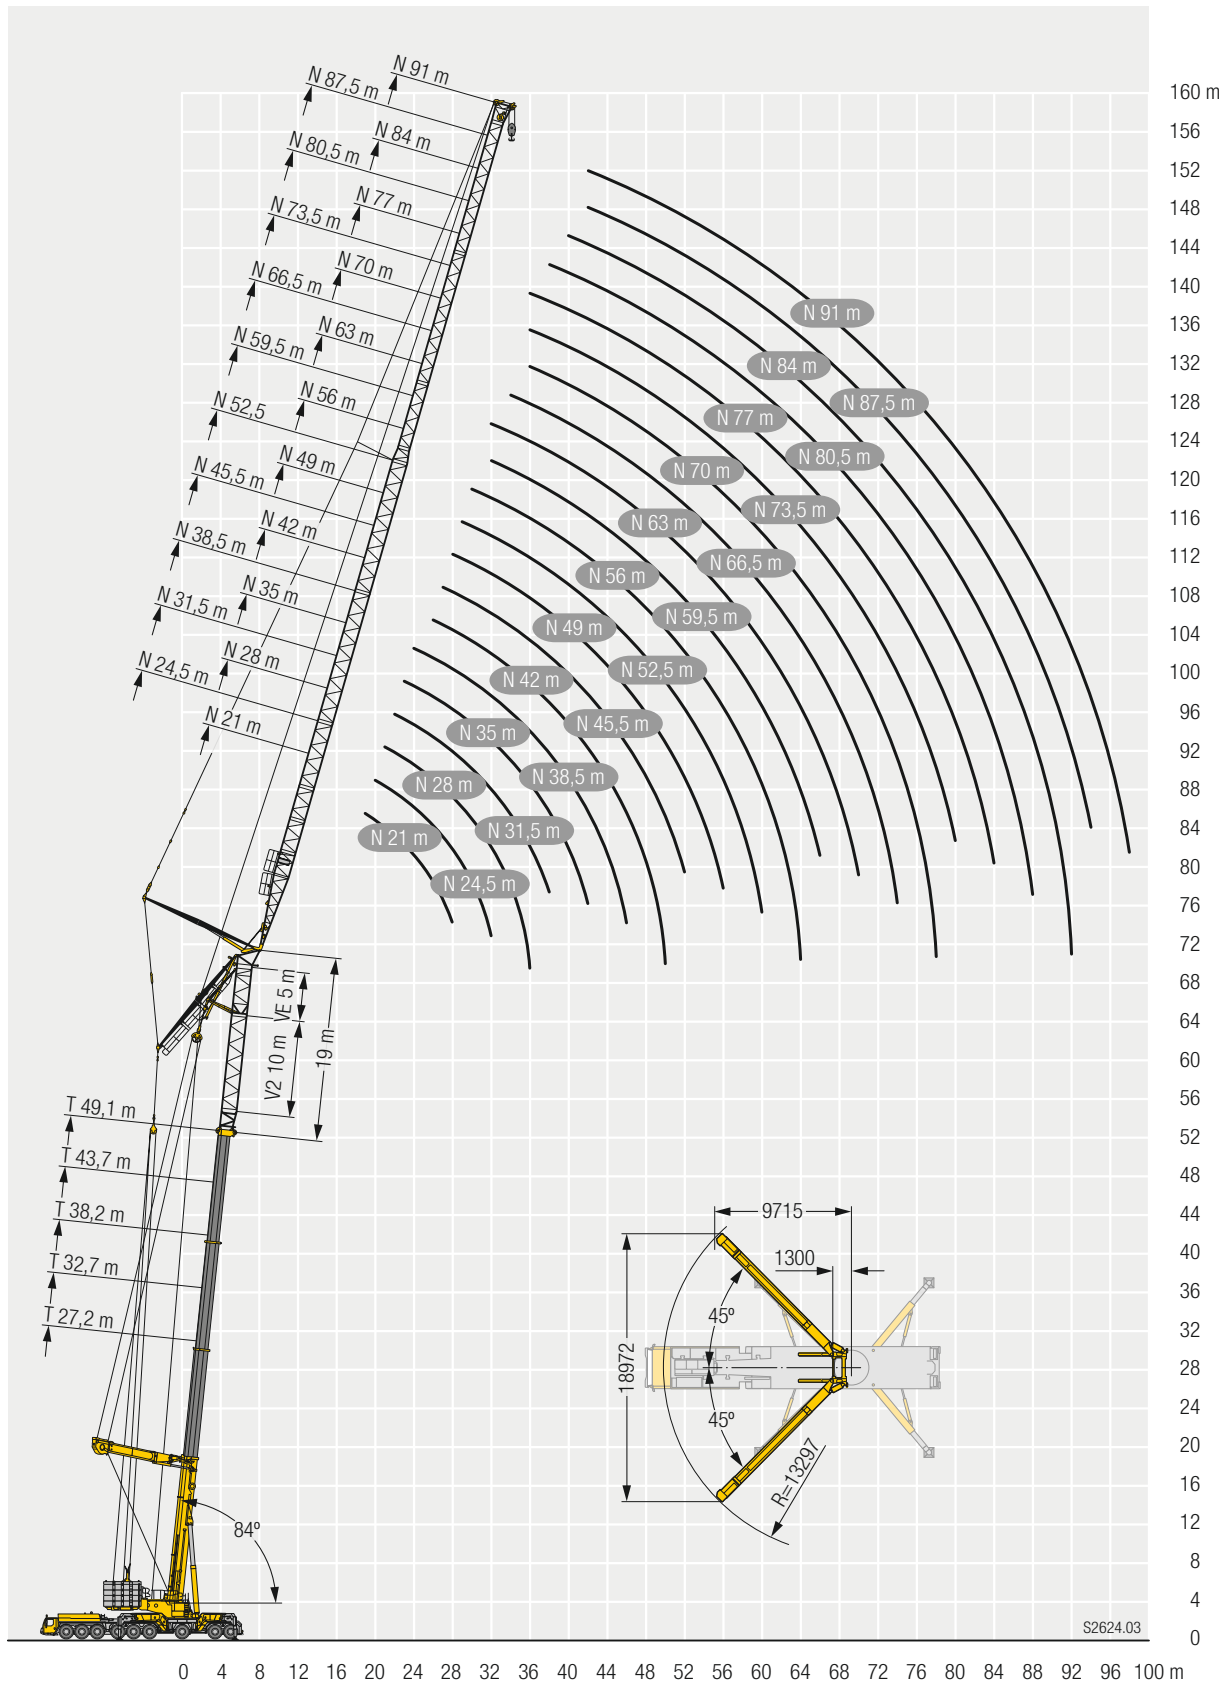 N 91 m
N 87,5 m
N 84 m
N 80,5 m
N 77 m
N 73,5 m
N 70 m
N 66,5 m
N 63 m
N 59,5 m
N 56 m
N 52,5
N 49 m
N 45,5 m
N 42 m
N 38,5 m
N 35 m
N 31,5 m
N 28 m
N 24,5 m
N 21 m
160 m
156
152
148
144
140
136
132
128
124
120
116
112
108
104
100
96
92
88
84
80
76
72
68
64
60
56
52
48
44
40
36
32
28
24
20
16
12
8
4
0
N 91 m
N 84 m
N 87,5 m
N 77 m
N 80,5 m
N 70 m
N 73,5 m
N 63 m
N 66,5 m
N 56 m
N 59,5 m
N 49 m
N 52,5 m
N 42 m
N 45,5 m
N 35 m
N 38,5 m
N 28 m
N 31,5 m
N 21 m
N 24,5 m
VE 5 m
V2 10 m
19 m
T 49,1 m
T 43,7 m
T 38,2 m
T 32,7 m
T 27,2 m
84º
9715
1300
18972
45º
45º
R=13297
S2624.03
0 4 8 12 16 20 24 28 32 36 40 44 48 52 56 60 64 68 72 76 80 84 88 92 96 100 m